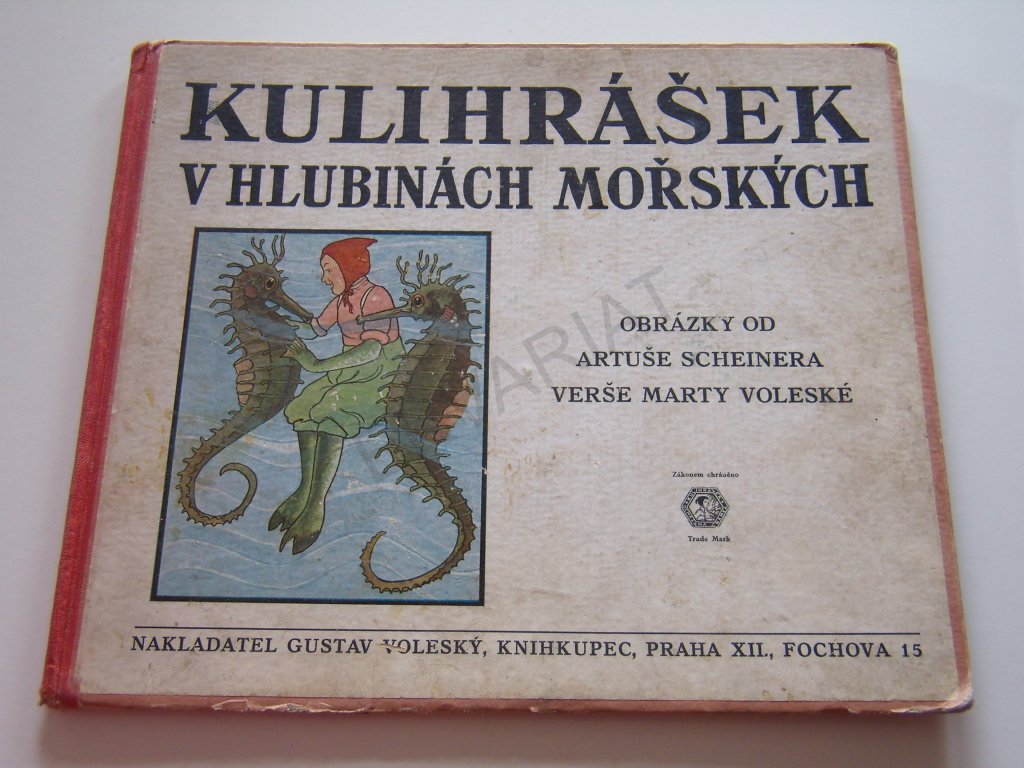 KULIHRÁŠEK
V HLUBINÁCH MOŘSKÝCH
OBRÁZKY OD
ARTUŠE SCHEINERA
VERŠE MARTY VOLESKÉ
Zákonem chráněno
Trade Mark
NAKLADATEL GUSTAV VOLESKÝ, KNIHKUPEC, PRAHA XII., FOCHOVA 15